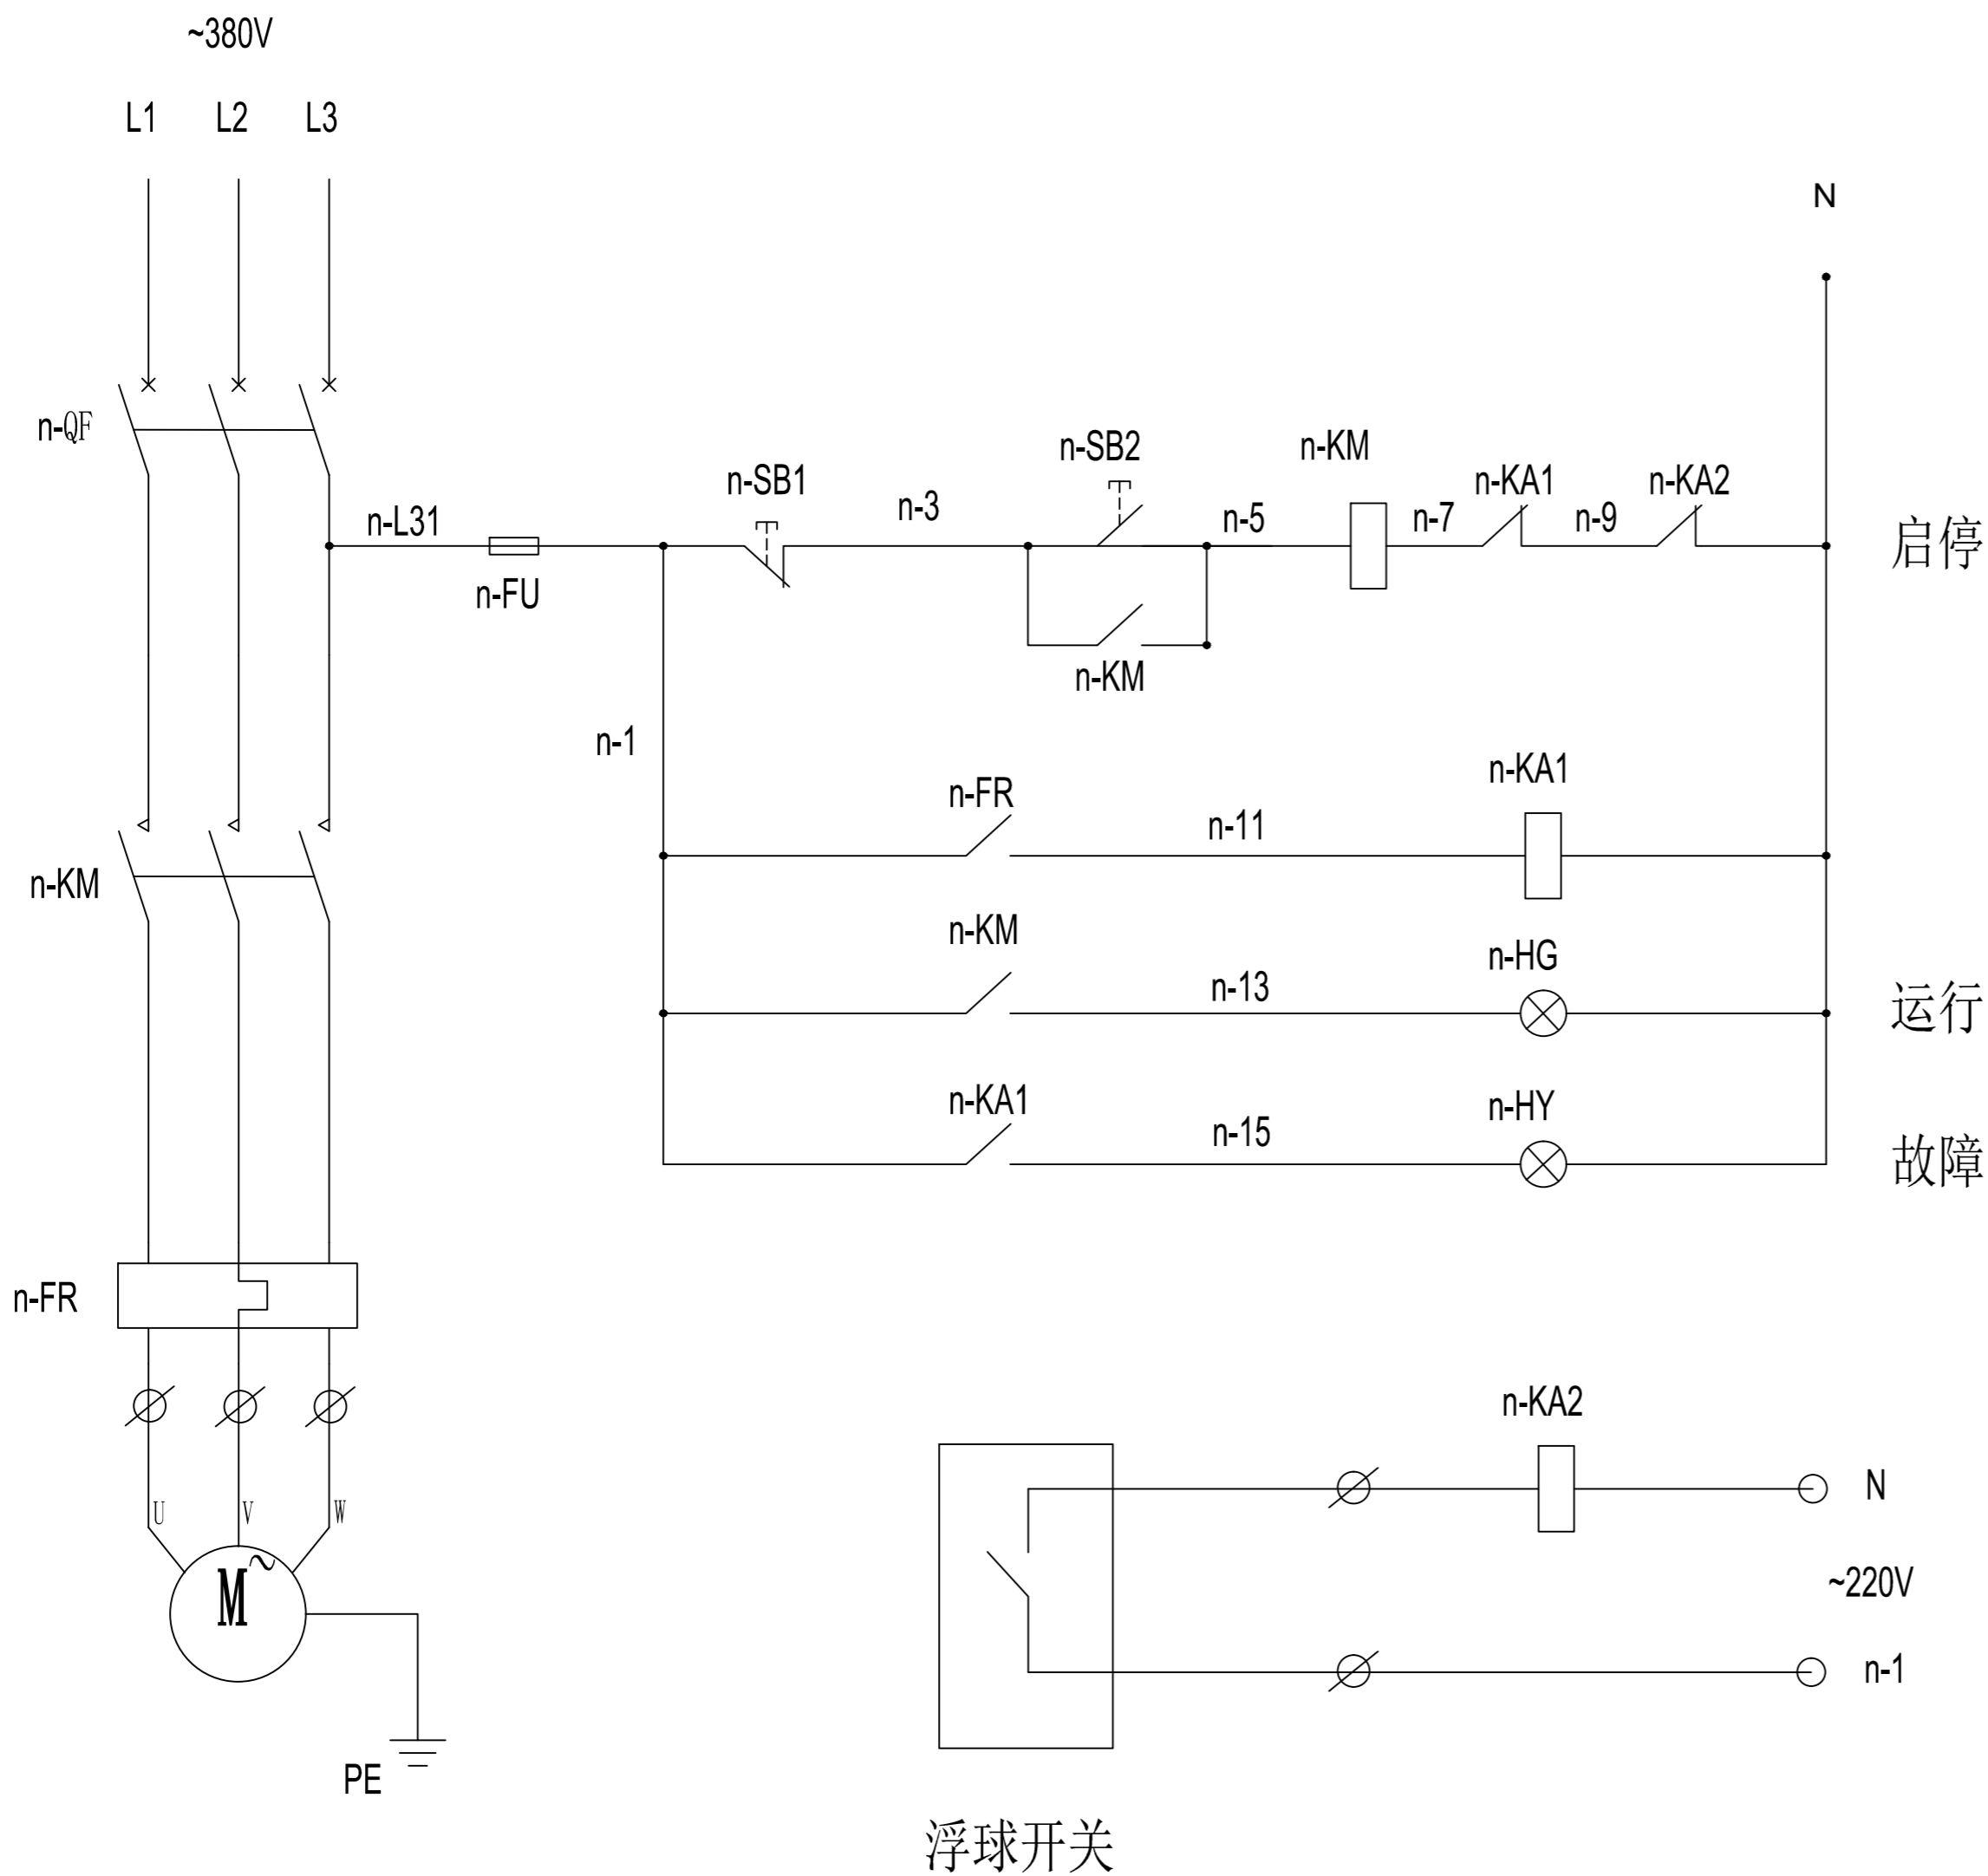 ~380V
L1 L2 L3
N
n-QF
n-SB1
n-SB2
n-KM
n-KA1
n-KA2
n-L31
n-3
n-5
n-7
n-9
启停
n-FU
n-KM
n-1
n-FR
n-11
n-KA1
n-KM
n-KM
n-13
n-HG
运行
n-KA1
n-15
n-HY
故障
n-FR
n-KA2
U V W
N
M~
~220V
n-1
PE
浮球开关